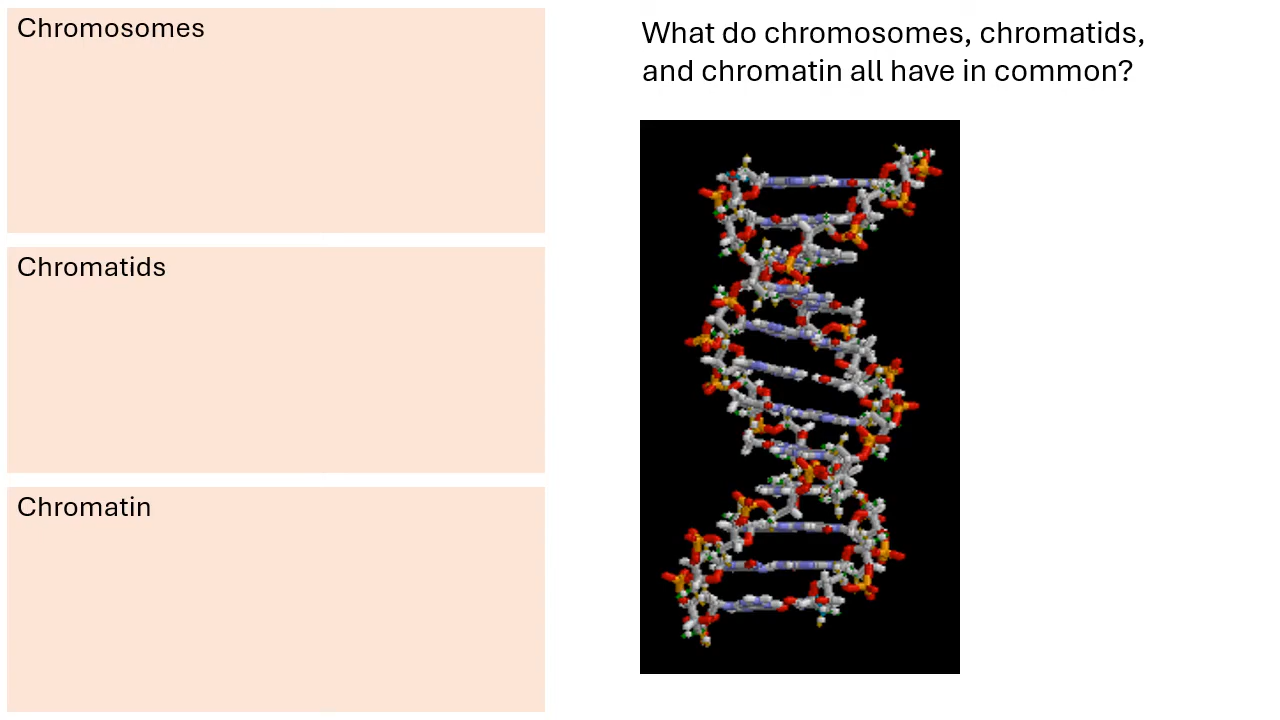 Chromosomes
Chromatids
Chromatin
What do chromosomes, chromatids,
and chromatin all have in common?